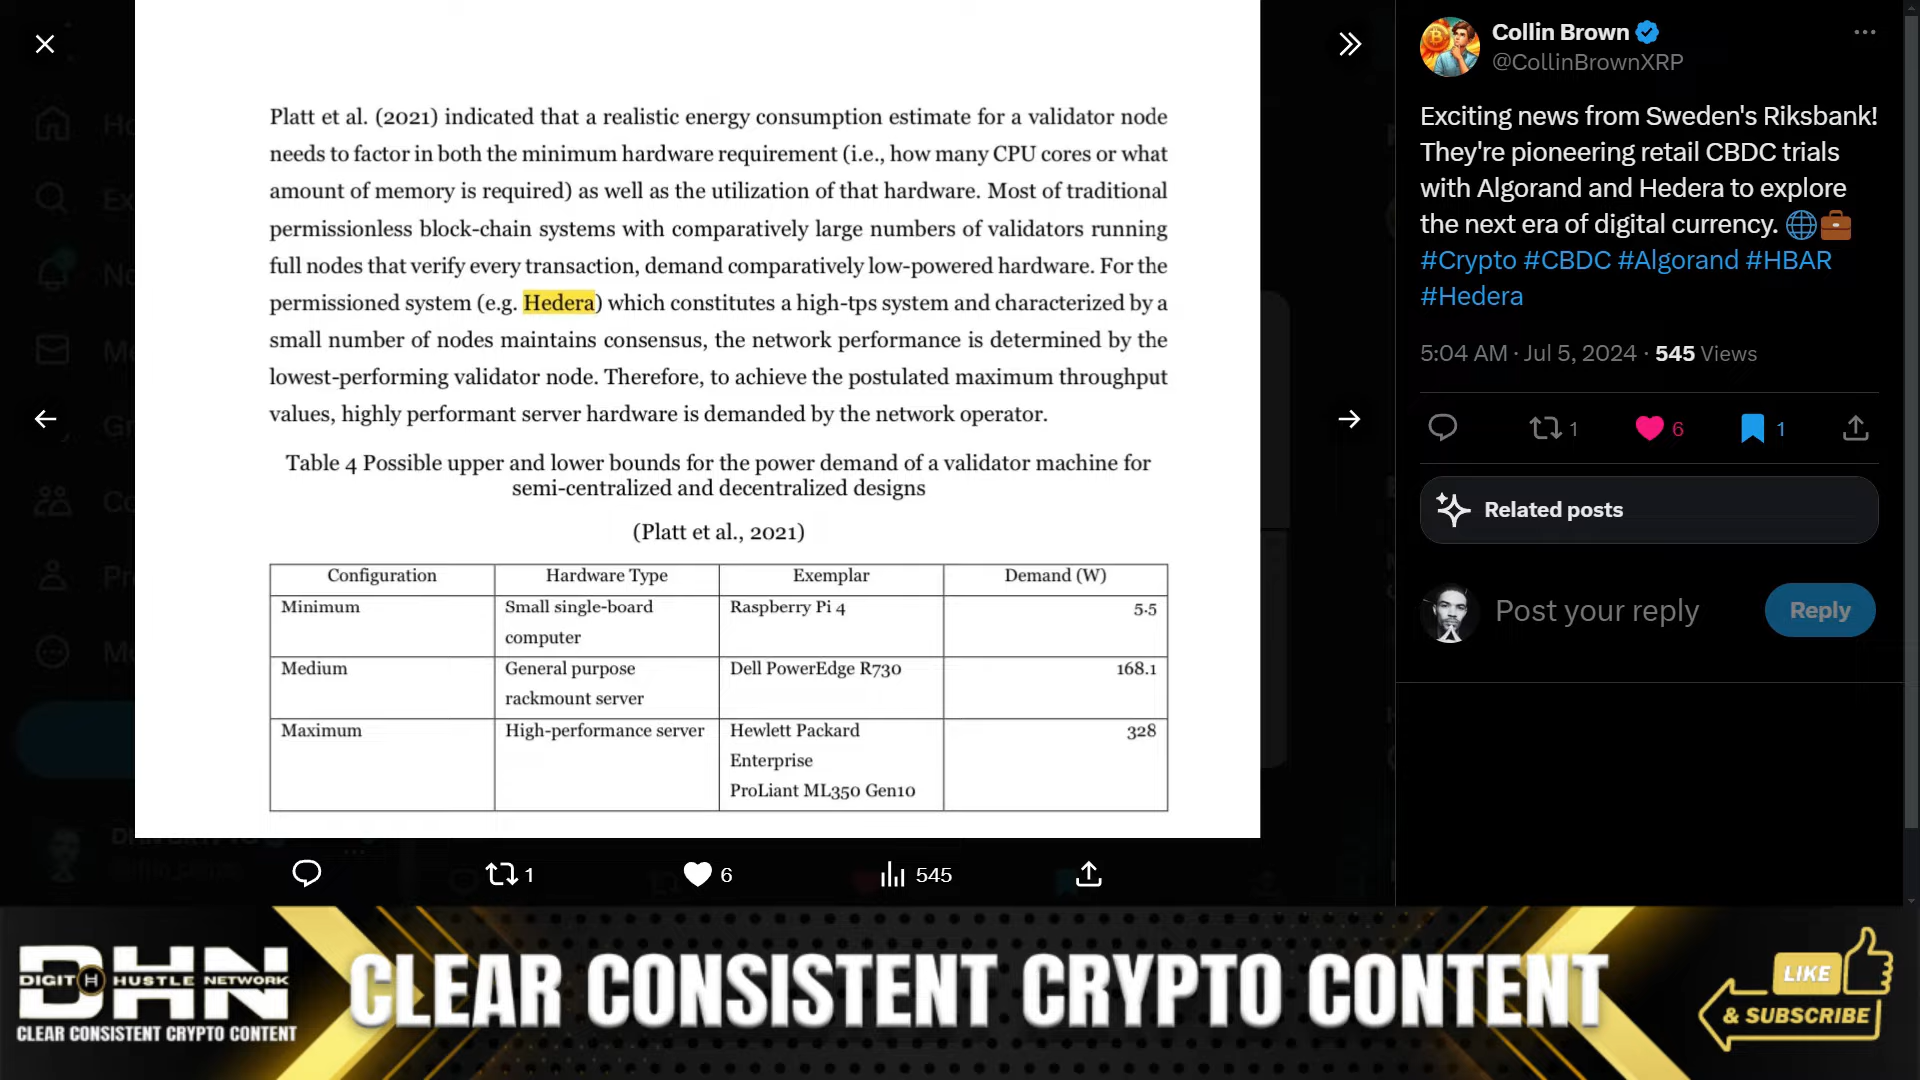 Platt et al. (2021) indicated that a realistic energy consumption estimate for a validator node
needs to factor in both the minimum hardware requirement (i.e., how many CPU cores or what
amount of memory is required) as well as the utilization of that hardware. Most of traditional
permissionless block-chain systems with comparatively large numbers of validators running
full nodes that verify every transaction, demand comparatively low-powered hardware. For the
permissioned system (e.g. Hedera) which constitutes a high-tps system and characterized by a
small number of nodes maintains consensus, the network performance is determined by the
lowest-performing validator node. Therefore, to achieve the postulated maximum throughput
values, highly performant server hardware is demanded by the network operator.
Table 4 Possible upper and lower bounds for the power demand of a validator machine for
semi-centralized and decentralized designs
(Platt et al., 2021)
Configuration Hardware Type Exemplar Demand (W)
Minimum Small single-board Raspberry Pi 4 5.5
computer
Medium General purpose Dell PowerEdge R730 168.1
rackmount server
Maximum High-performance server Hewlett Packard 328
Enterprise
ProLiant ML350 Gen10
1 6 545
Collin Brown
@CollinBrownXRP
Exciting news from Sweden's Riksbank!
They're pioneering retail CBDC trials
with Algorand and Hedera to explore
the next era of digital currency.
#Crypto #CBDC #Algorand #HBAR
#Hedera
5:04 AM · Jul 5, 2024 · 545 Views
1 6 1
Related posts
Post your reply Reply
DHN
DIGITAL HUSTLE NETWORK
CLEAR CONSISTENT CRYPTO CONTENT
CLEAR CONSISTENT CRYPTO CONTENT
LIKE
& SUBSCRIBE